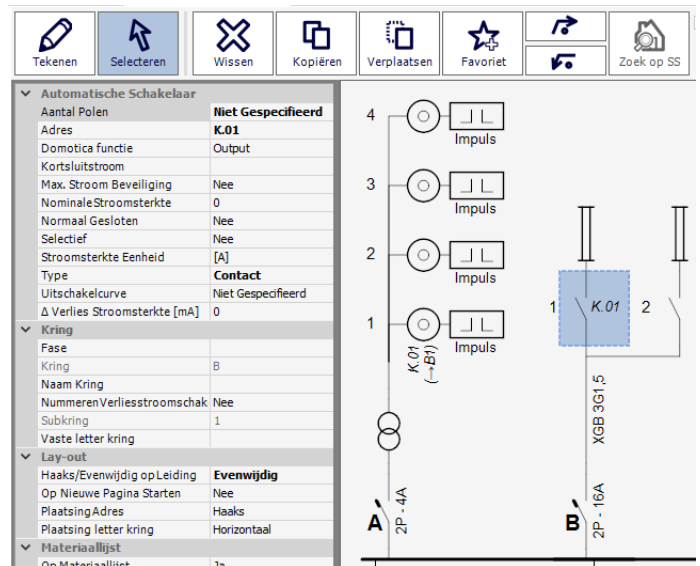 Tekenen
Selecteren
Wissen
Kopiëren
Verplaatsen
Favoriet
Zoek op SS
Automatische Schakelaar
Aantal Polen Niet Gespecifieerd
Adres K.01
Domotica functie Output
Kortsluitstroom
Max. Stroom Beveiliging Nee
NominaleStroomsterkte 0
Normaal Gesloten Nee
Selectief Nee
Stroomsterkte Eenheid [A]
Type Contact
Uitschakelcurve Niet Gespecifieerd
Δ Verlies Stroomsterkte [mA] 0
Kring
Fase
Kring B
Naam Kring
NummerenVerliesstroomschak Nee
Subkring 1
Vaste letter kring
Lay-out
Haaks/Evenwijdig op Leiding Evenwijdig
Op Nieuwe Pagina Starten Nee
PlaatsingAdres Haaks
Plaatsing letter kring Horizontaal
Materiaallijst
Op Materiaallijst Ja
4
Impuls
3
Impuls
2
Impuls
1
Impuls
K.01
(→B1)
A
2P - 4A
1
K.01
2
XGB 3G1,5
B
2P - 16A